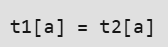 t1[a] = t2[a]